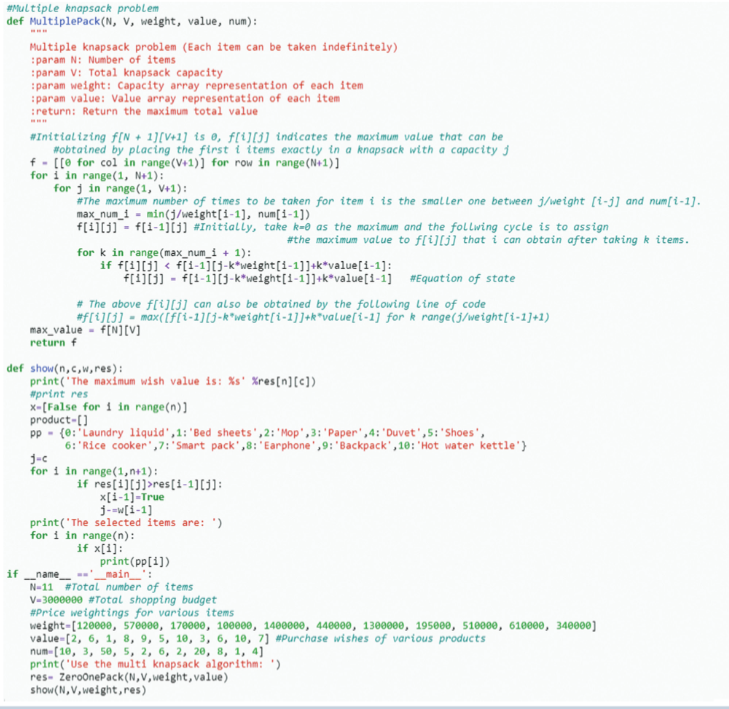 #Multiple knapsack problem
def MultiplePack(N, V, weight, value, num):
"""
Multiple knapsack problem (Each item can be taken indefinitely)
:param N: Number of items
:param V: Total knapsack capacity
:param weight: Capacity array representation of each item
:param value: Value array representation of each item
:return: Return the maximum total value
"""
#Initializing f[N + 1][V+1] is 0, f[i][j] indicates the maximum value that can be
#obtained by placing the first i items exactly in a knapsack with a capacity j
f = [[0 for col in range(V+1)] for row in range(N+1)]
for i in range(1, N+1):
for j in range(1, V+1):
#The maximum number of times to be taken for item i is the smaller one between j/weight [i-j] and num[i-1].
max_num_i = min(j/weight[i-1], num[i-1])
f[i][j] = f[i-1][j] #Initially, take k=0 as the maximum and the follwing cycle is to assign
#the maximum value to f[i][j] that i can obtain after taking k items.
for k in range(max_num_i + 1):
if f[i][j] < f[i-1][j-k*weight[i-1]]+k*value[i-1]:
f[i][j] = f[i-1][j-k*weight[i-1]]+k*value[i-1] #Equation of state
# The above f[i][j] can also be obtained by the following line of code
#f[i][j] = max([f[i-1][j-k*weight[i-1]]+k*value[i-1] for k range(j/weight[i-1]+1)
max_value = f[N][V]
return f
def show(n,c,w,res):
print('The maximum wish value is: %s' %res[n][c])
#print res
x=[False for i in range(n)]
product=[]
pp = {0:'Laundry liquid',1:'Bed sheets',2:'Mop',3:'Paper',4:'Duvet',5:'Shoes',
6:'Rice cooker',7:'Smart pack',8:'Earphone',9:'Backpack',10:'Hot water kettle'}
j=c
for i in range(1,n+1):
if res[i][j]>res[i-1][j]:
x[i-1]=True
j-=w[i-1]
print('The selected items are: ')
for i in range(n):
if x[i]:
print(pp[i])
if __name__ =='__main__':
N=11 #Total number of items
V=3000000 #Total shopping budget
#Price weightings for various items
weight=[120000, 570000, 170000, 100000, 1400000, 440000, 1300000, 195000, 510000, 610000, 340000]
value=[2, 6, 1, 8, 9, 5, 10, 3, 6, 10, 7] #Purchase wishes of various products
num=[10, 3, 50, 5, 2, 6, 2, 20, 8, 1, 4]
print('Use the multi knapsack algorithm: ')
res= ZeroOnePack(N,V,weight,value)
show(N,V,weight,res)